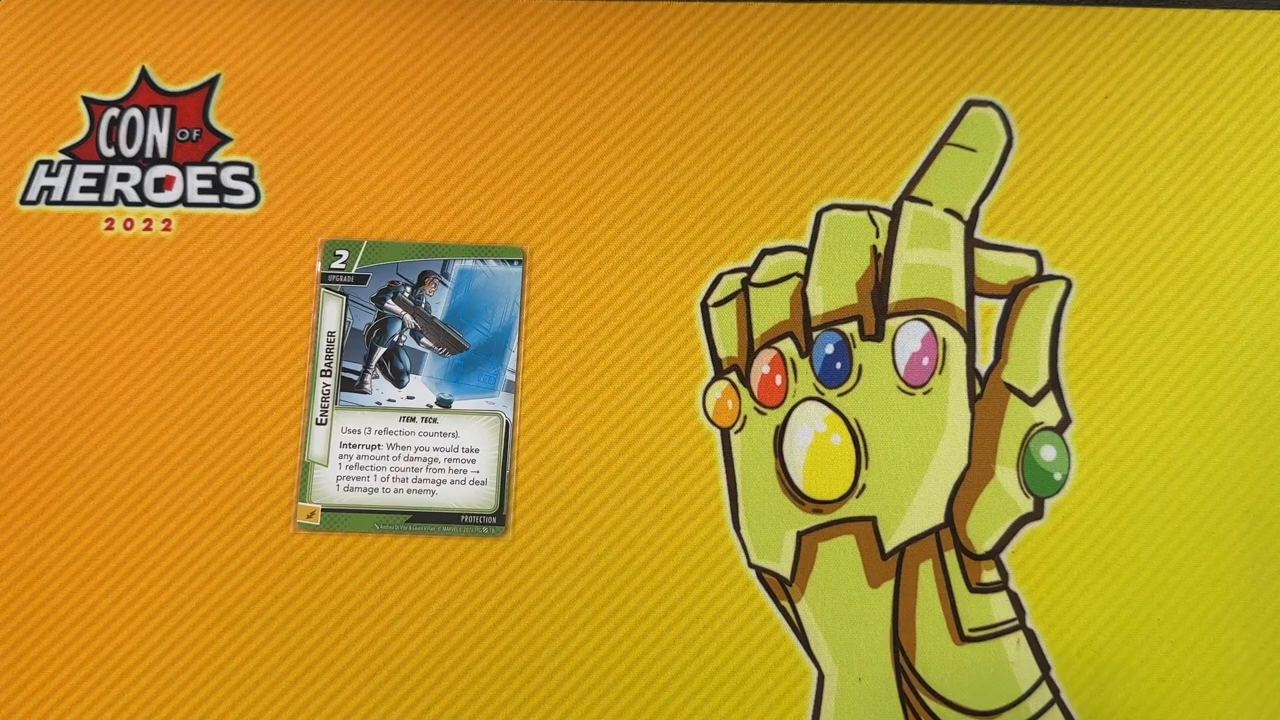 CON OF
HEROES
2022
2
UPGRADE
ENERGY BARRIER
ITEM. TECH.
Uses (3 reflection counters).
Interrupt: When you would take
any amount of damage, remove
1 reflection counter from here →
prevent 1 of that damage and deal
1 damage to an enemy.
PROTECTION